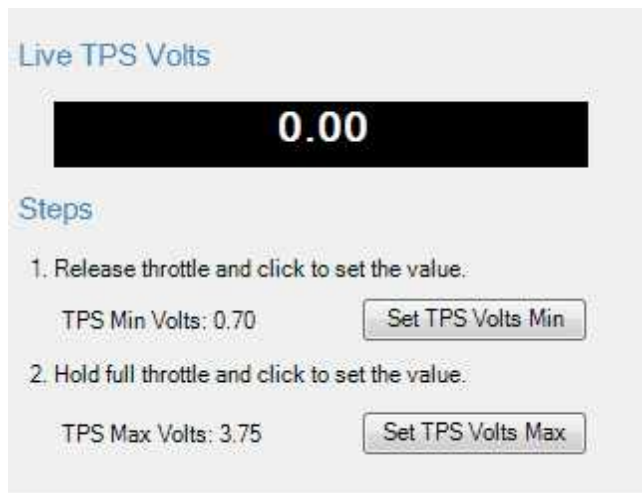 Live TPS Volts
0.00
Steps
1. Release throttle and click to set the value.
TPS Min Volts: 0.70 Set TPS Volts Min
2. Hold full throttle and click to set the value.
TPS Max Volts: 3.75 Set TPS Volts Max